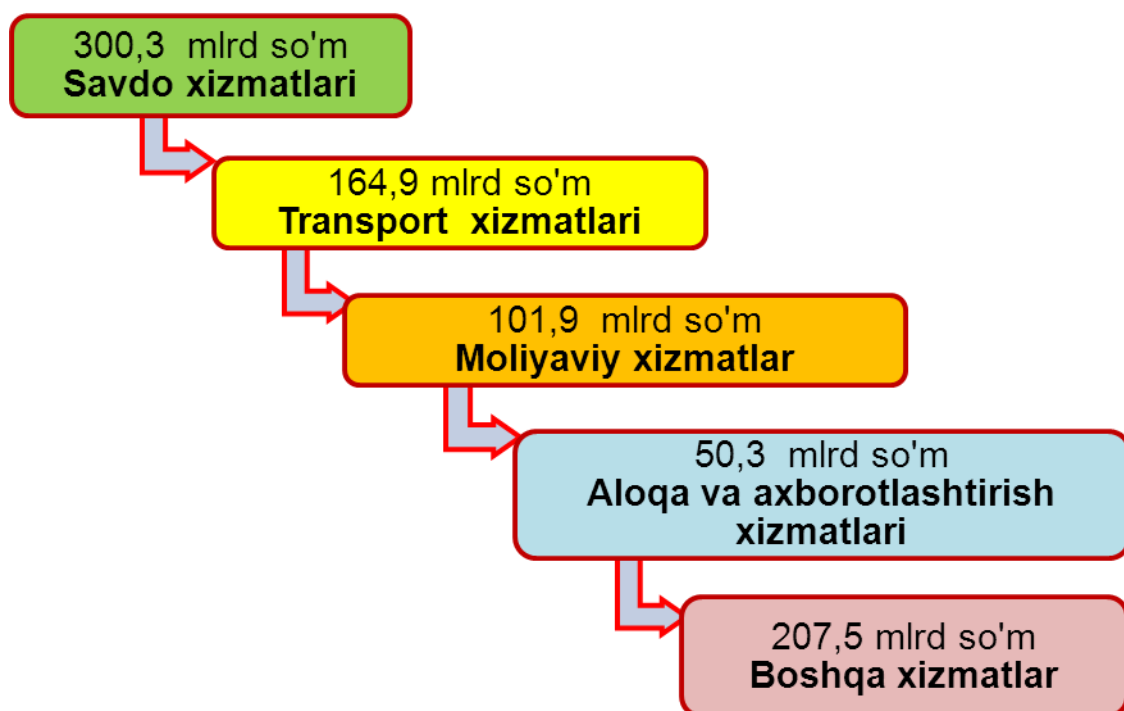 300,3 mlrd so'm
Savdo xizmatlari
164,9 mlrd so'm
Transport xizmatlari
101,9 mlrd so'm
Moliyaviy xizmatlar
50,3 mlrd so'm
Aloqa va axborotlashtirish
xizmatlari
207,5 mlrd so'm
Boshqa xizmatlar